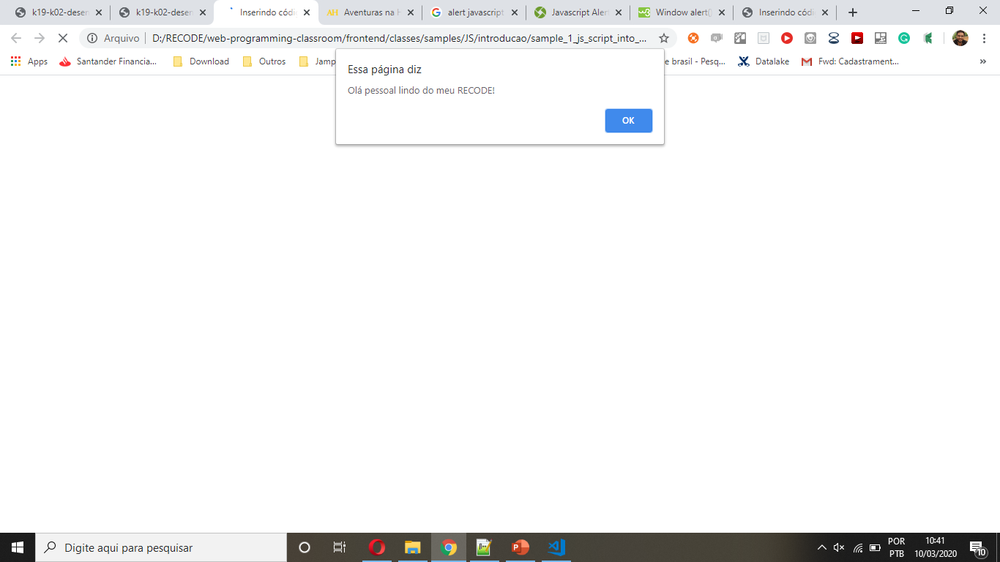 k19-k02-desen
k19-k02-desen
Inserindo códi
AH Aventuras na H
alert javascript
Javascript Aler
w3 Window alert()
Inserindo códi
Arquivo
D:/RECODE/web-programming-classroom/frontend/classes/samples/JS/introducao/sample_1_js_script_into_...
Apps
Santander Financia...
Download
Outros
Jamp
e brasil - Pesq...
Datalake
Fwd: Cadastrament...
»
Essa página diz
Olá pessoal lindo do meu RECODE!
OK
Digite aqui para pesquisar
POR
PTB
10:41
10/03/2020
10